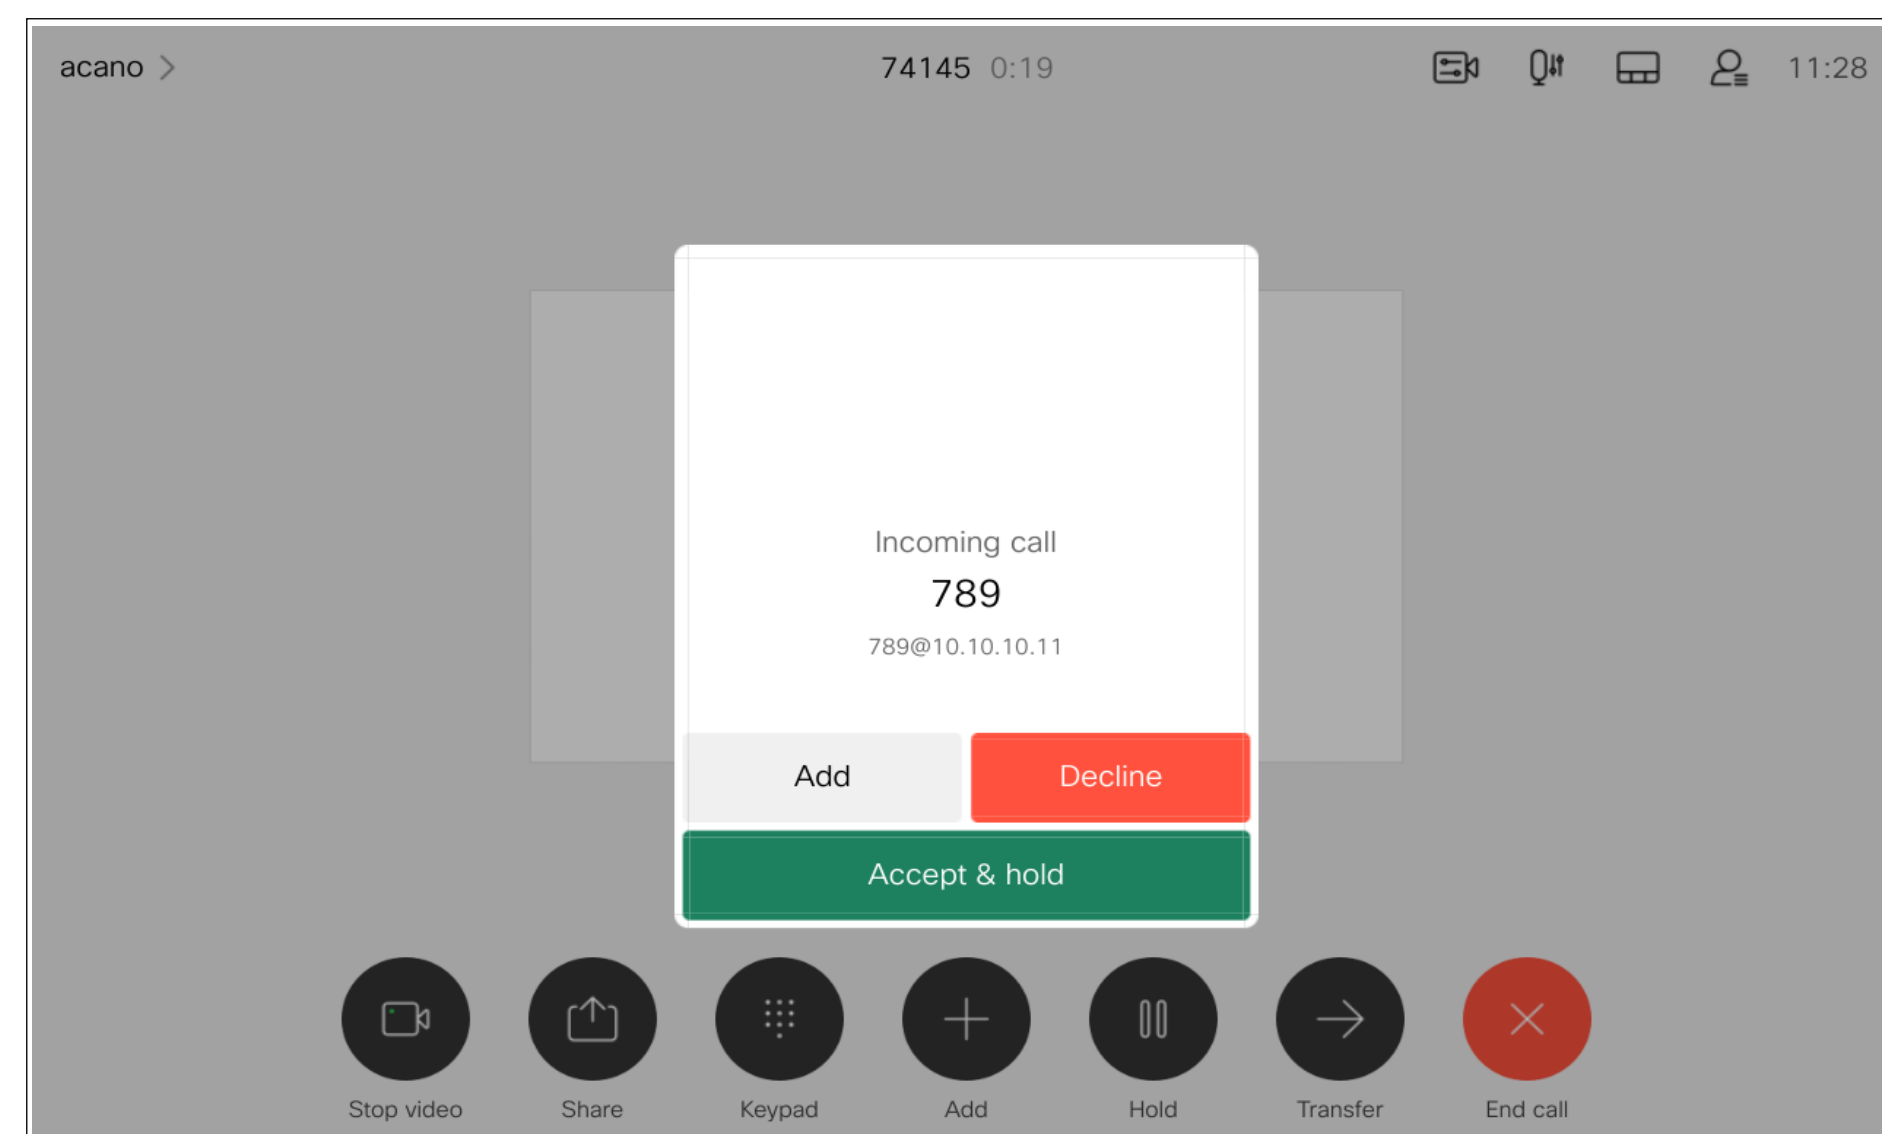 acano
74145 0:19
11:28
Incoming call
789
789@10.10.10.11
Add Decline
Accept & hold
Stop video Share Keypad Add Hold Transfer End call